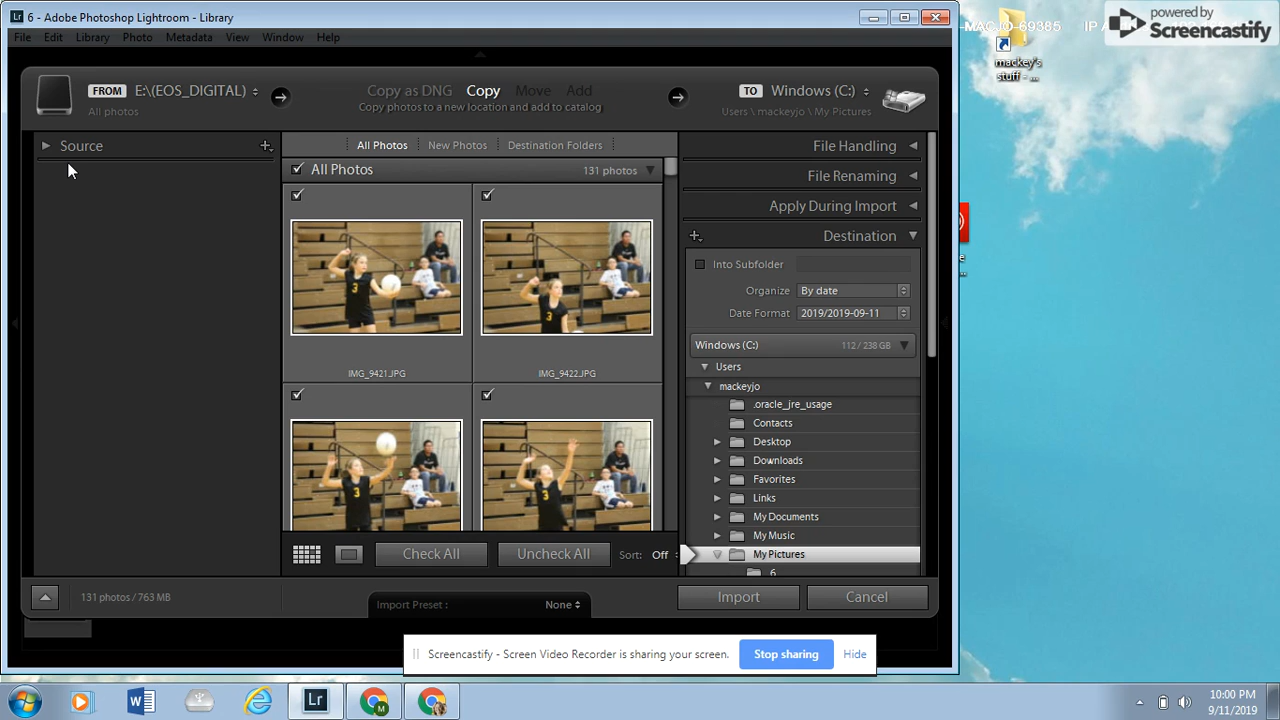 6 - Adobe Photoshop Lightroom - Library
File Edit Library Photo Metadata View Window Help
FROM E:\(EOS_DIGITAL)
All photos
Copy as DNG Copy Move Add
Copy photos to a new location and add to catalog
TO Windows (C:)
Users \ mackeyjo \ My Pictures
Source
All Photos New Photos Destination Folders
All Photos 131 photos
IMG_9421.JPG IMG_9422.JPG
3 3
3 3
File Handling
File Renaming
Apply During Import
Destination
Into Subfolder
Organize By date
Date Format 2019/2019-09-11
Windows (C:) 112 / 238 GB
Users
mackeyjo
.oracle_jre_usage
Contacts
Desktop
Downloads
Favorites
Links
My Documents
My Music
My Pictures
6
Check All Uncheck All Sort: Off
131 photos / 763 MB
Import Preset : None
Import Cancel
Screencastify - Screen Video Recorder is sharing your screen. Stop sharing Hide
powered by
Screencastify
mackey's
stuff - ...
Lr
10:00 PM
9/11/2019